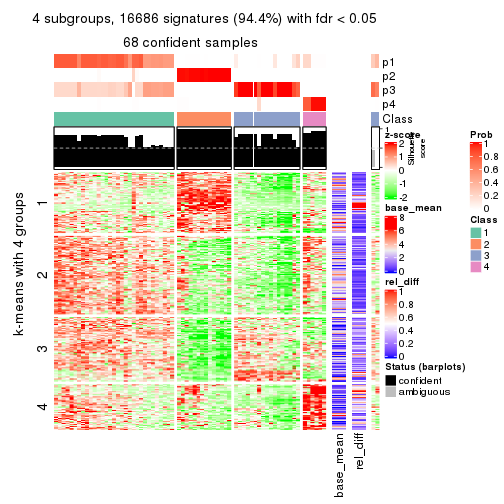 4 subgroups, 16686 signatures (94.4%) with fdr < 0.05
68 confident samples
p1
p2
p3
p4
Class
1
Silhouette score
z-score
2
1
0
-1
-2
base_mean
8
6
4
2
0
rel_diff
1
0.8
0.6
0.4
0.2
0
Status (barplots)
confident
ambiguous
Prob
1
0.8
0.6
0.4
0.2
0
Class
1
2
3
4
k-means with 4 groups
1
2
3
4
base_mean
rel_diff